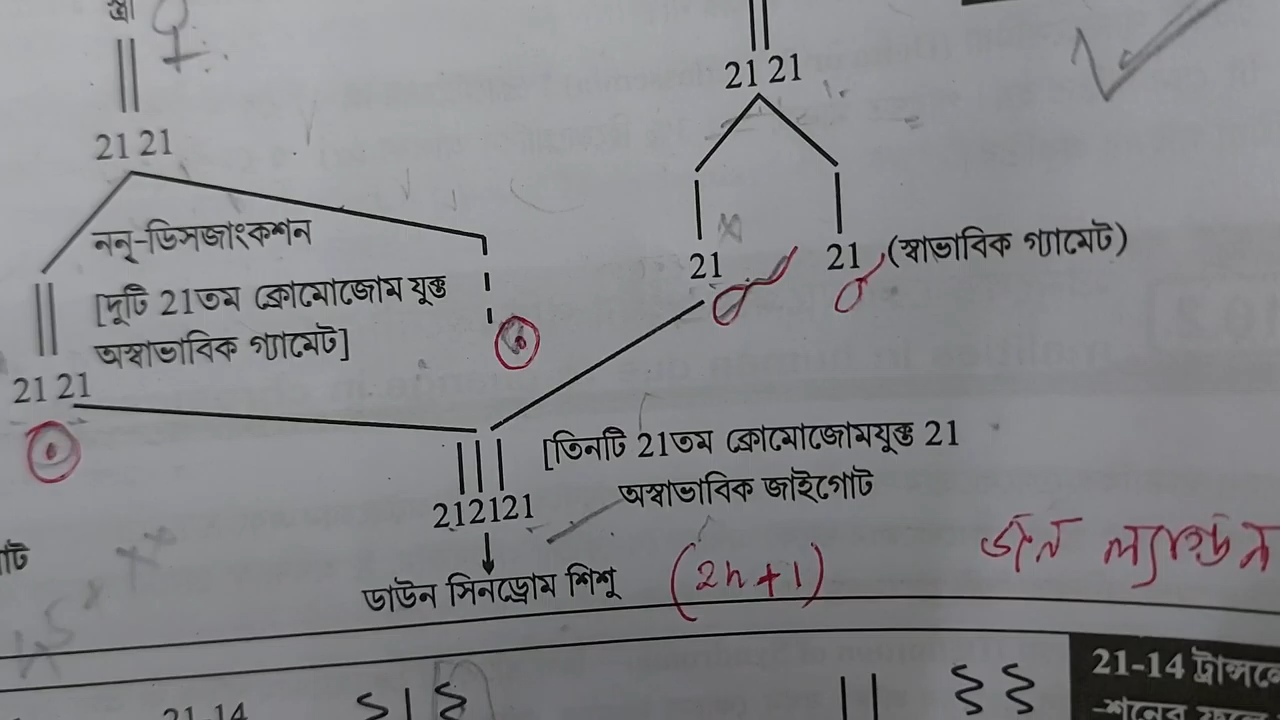 স্ত্রী
21 21
21 21
নন্-ডিসজাংকশন
[দুটি 21তম ক্রোমোজোম যুক্ত
অস্বাভাবিক গ্যামেট]
21
21 (স্বাভাবিক গ্যামেট)
21 21
[তিনটি 21তম ক্রোমোজোমযুক্ত 21
অস্বাভাবিক জাইগোট
212121
টি
ডাউন সিনড্রোম শিশু (2n+1)
21-14
21-14